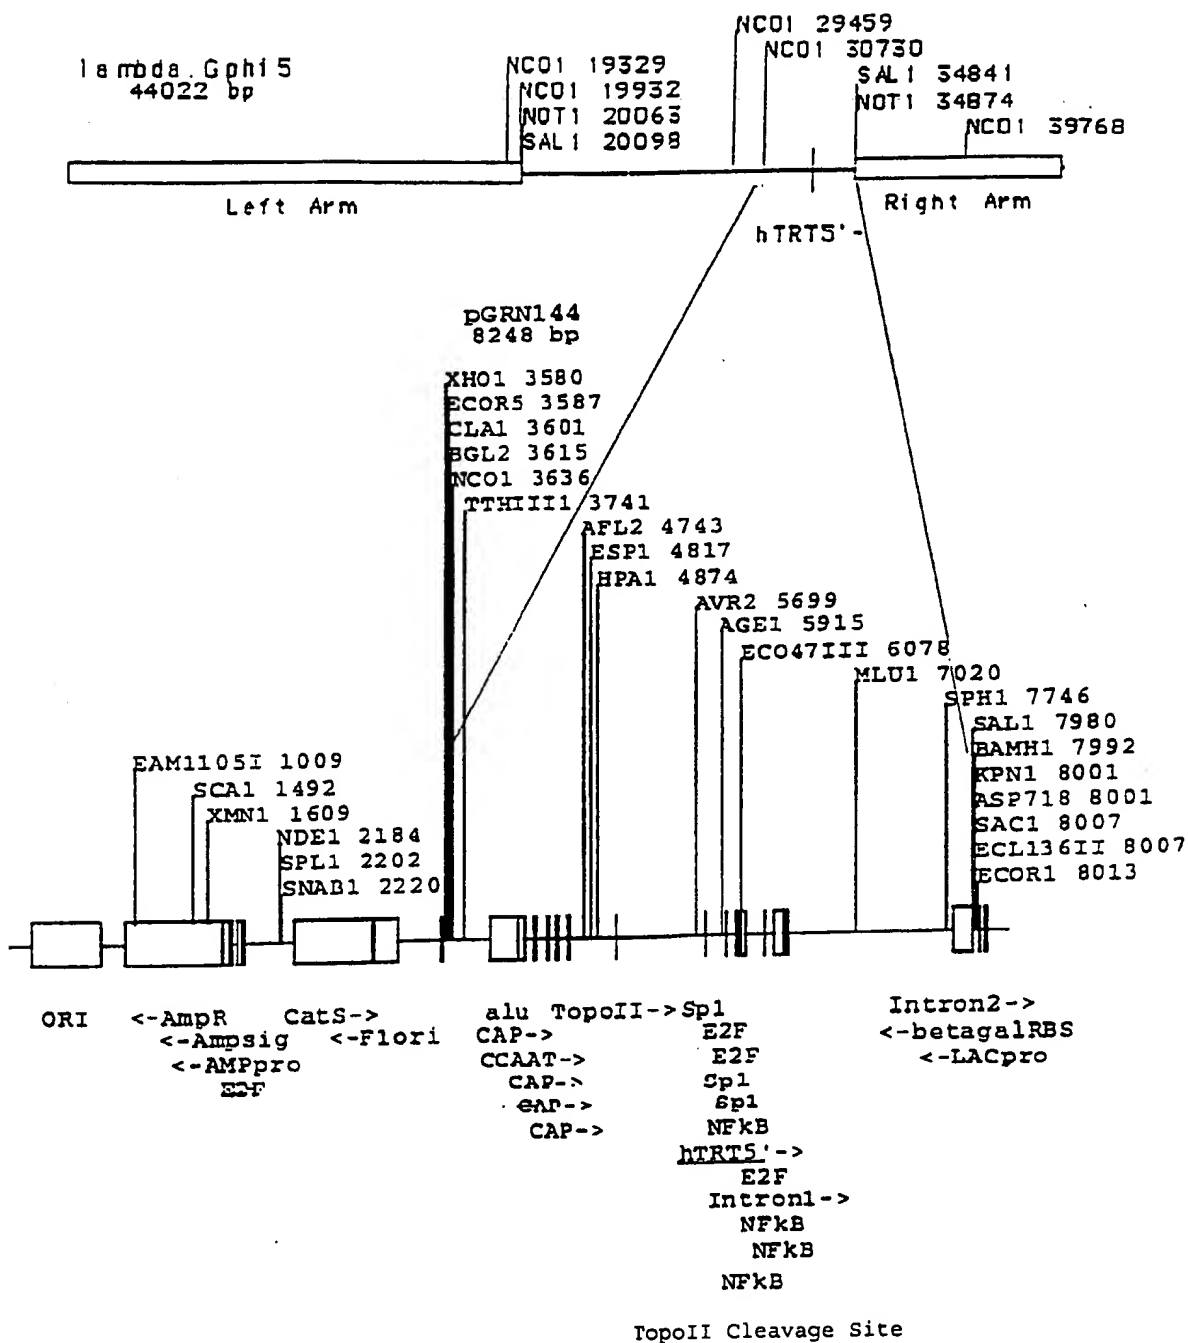 lambda.Gphi5
44022 bp
NCO1 19329
NCO1 19932
NOT1 20063
SAL1 20098
NCO1 29459
NCO1 30730
SAL1 34841
NOT1 34874
NCO1 39768
Left Arm
Right Arm
hTRT5'-
pGRN144
8248 bp
XHO1 3580
ECOR5 3587
CLA1 3601
BGL2 3615
NCO1 3636
TTHIII1 3741
AFL2 4743
ESP1 4817
HPA1 4874
AVR2 5699
AGE1 5915
ECO47III 6078
MLU1 7020
SPH1 7746
SAL1 7980
BAMH1 7992
KPN1 8001
ASP718 8001
SAC1 8007
ECL136II 8007
ECOR1 8013
EAM1105I 1009
SCA1 1492
XMN1 1609
NDE1 2184
SPL1 2202
SNAB1 2220
ORI
<-AmpR
<-Ampsig
<-AMPpro
E2F
CatS->
<-F1ori
alu
CAP->
CCAAT->
CAP->
CAP->
CAP->
TopoII->
Sp1
E2F
E2F
Sp1
Sp1
NFkB
hTRT5'->
E2F
Intron1->
NFkB
NFkB
NFkB
Intron2->
<-betagalRBS
<-LACpro
TopoII Cleavage Site